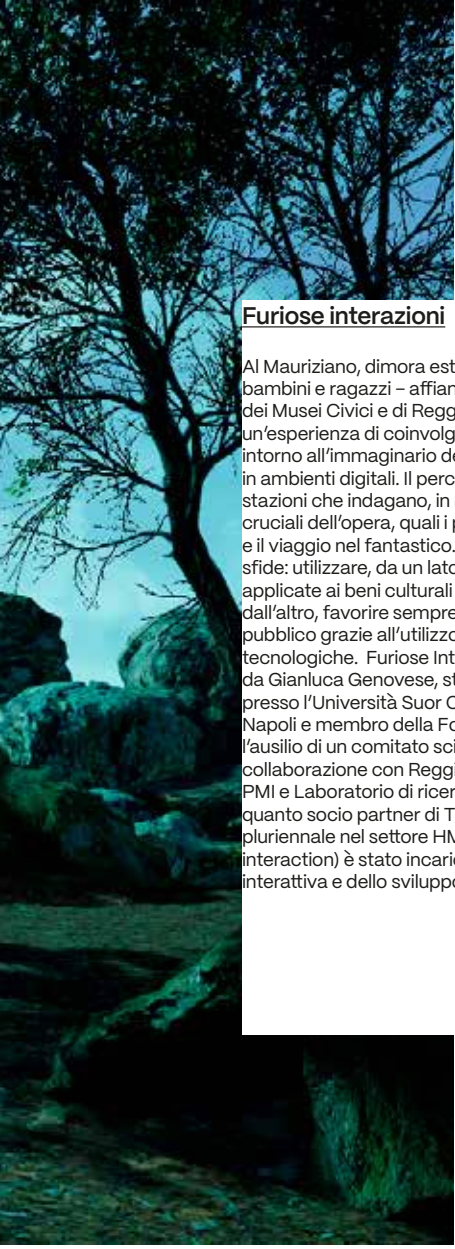 Furiose interazioni
Al Mauriziano, dimora est
bambini e ragazzi – affian
dei Musei Civici e di Regg
un'esperienza di coinvolg
intorno all'immaginario de
in ambienti digitali. Il perc
stazioni che indagano, in
cruciali dell'opera, quali i p
e il viaggio nel fantastico.
sfide: utilizzare, da un lato
applicate ai beni culturali
dall'altro, favorire sempre
pubblico grazie all'utilizzo
tecnologiche. Furiose Int
da Gianluca Genovese, st
presso l'Università Suor O
Napoli e membro della Fo
l'ausilio di un comitato sci
collaborazione con Reggi
PMI e Laboratorio di ricer
quanto socio partner di T
pluriennale nel settore HM
interaction) è stato incaric
interattiva e dello sviluppo